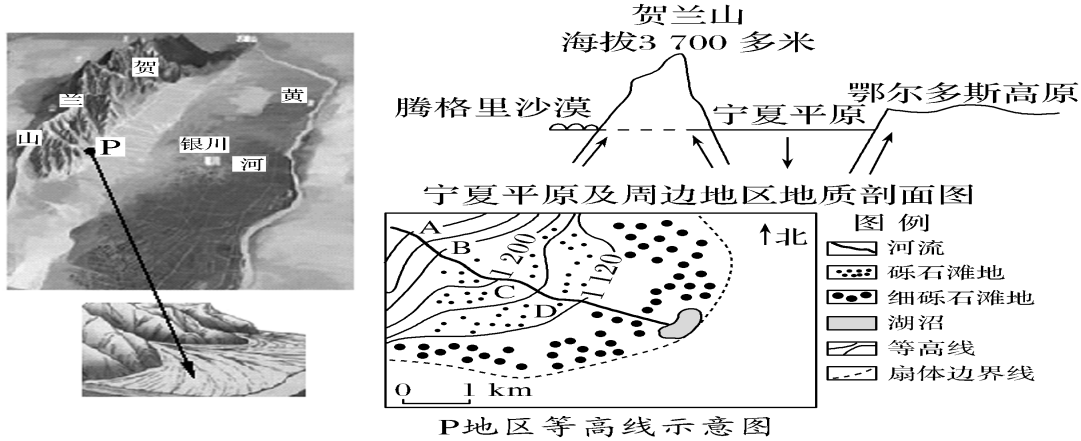 贺
兰
山
P
银川
黄
河
贺兰山
海拔3 700 多米
腾格里沙漠
宁夏平原
鄂尔多斯高原
宁夏平原及周边地区地质剖面图
A
B
C
D
1 200
1 120
北
0 1 km
P地区等高线示意图
图 例
河流
砾石滩地
细砾石滩地
湖沼
等高线
扇体边界线